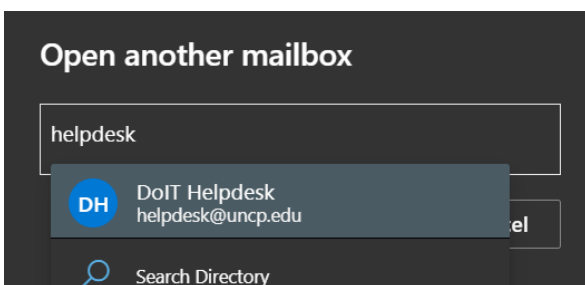 Open another mailbox
helpdesk
DH
DoIT Helpdesk
helpdesk@uncp.edu
Search Directory